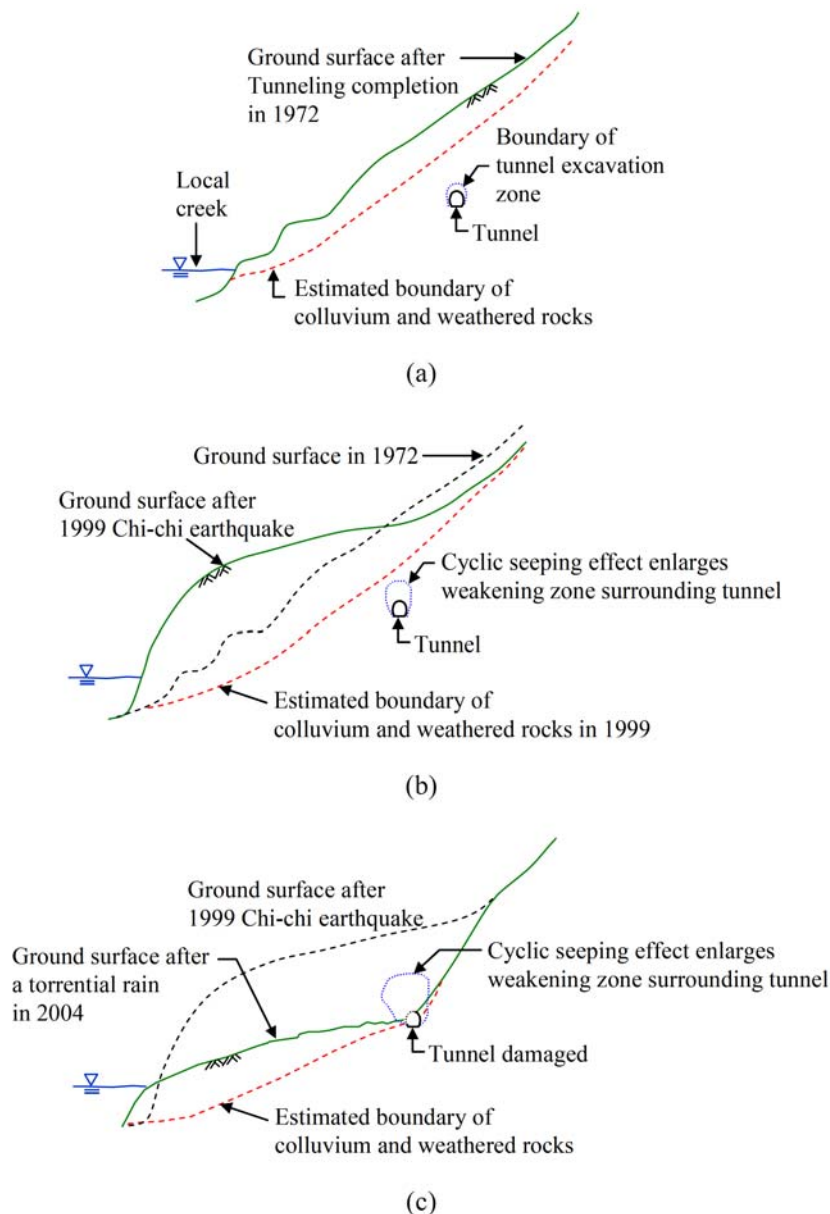 Ground surface after
Tunneling completion
in 1972
Boundary of
tunnel excavation
zone
Local
creek
Tunnel
Estimated boundary of
colluvium and weathered rocks
(a)
Ground surface in 1972
Ground surface after
1999 Chi-chi earthquake
Cyclic seeping effect enlarges
weakening zone surrounding tunnel
Tunnel
Estimated boundary of
colluvium and weathered rocks in 1999
(b)
Ground surface after
1999 Chi-chi earthquake
Ground surface after
a torrential rain
in 2004
Cyclic seeping effect enlarges
weakening zone surrounding tunnel
Tunnel damaged
Estimated boundary of
colluvium and weathered rocks
(c)